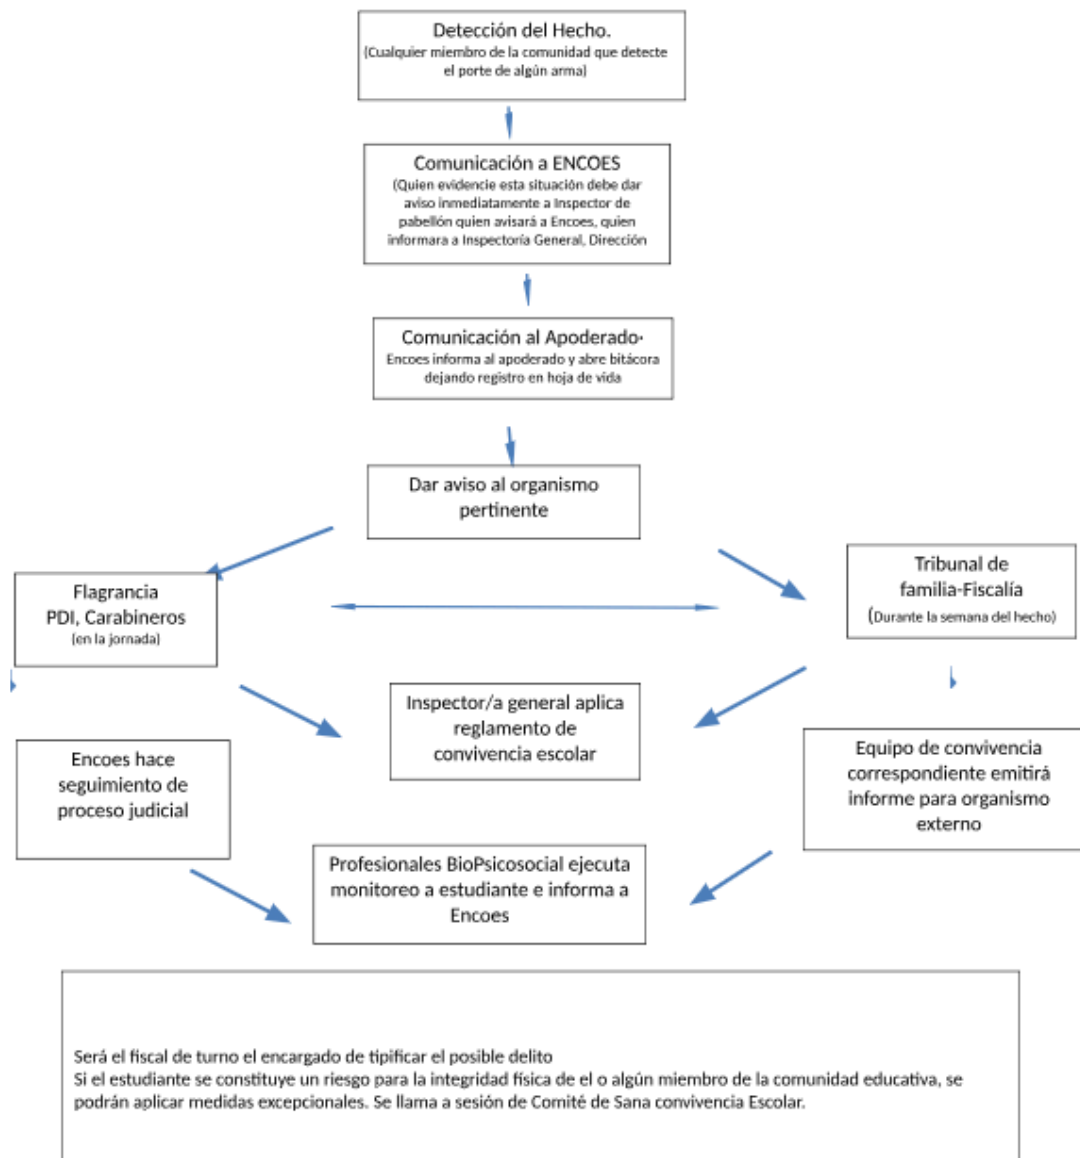 Detección del Hecho.
(Cualquier miembro de la comunidad que detecte
el porte de algún arma)
Comunicación a ENCOES
(Quien evidencie esta situación debe dar
aviso inmediatamente a Inspector de
pabellón quien avisará a Encoes, quien
informara a Inspectoría General, Dirección
Comunicación al Apoderado·
Encoes informa al apoderado y abre bitácora
dejando registro en hoja de vida
Dar aviso al organismo
pertinente
Flagrancia
PDI, Carabineros
(en la jornada)
Tribunal de
familia-Fiscalía
(Durante la semana del hecho)
Inspector/a general aplica
reglamento de
convivencia escolar
Encoes hace
seguimiento de
proceso judicial
Equipo de convivencia
correspondiente emitirá
informe para organismo
externo
Profesionales BioPsicosocial ejecuta
monitoreo a estudiante e informa a
Encoes
Será el fiscal de turno el encargado de tipificar el posible delito
Si el estudiante se constituye un riesgo para la integridad física de el o algún miembro de la comunidad educativa, se
podrán aplicar medidas excepcionales. Se llama a sesión de Comité de Sana convivencia Escolar.